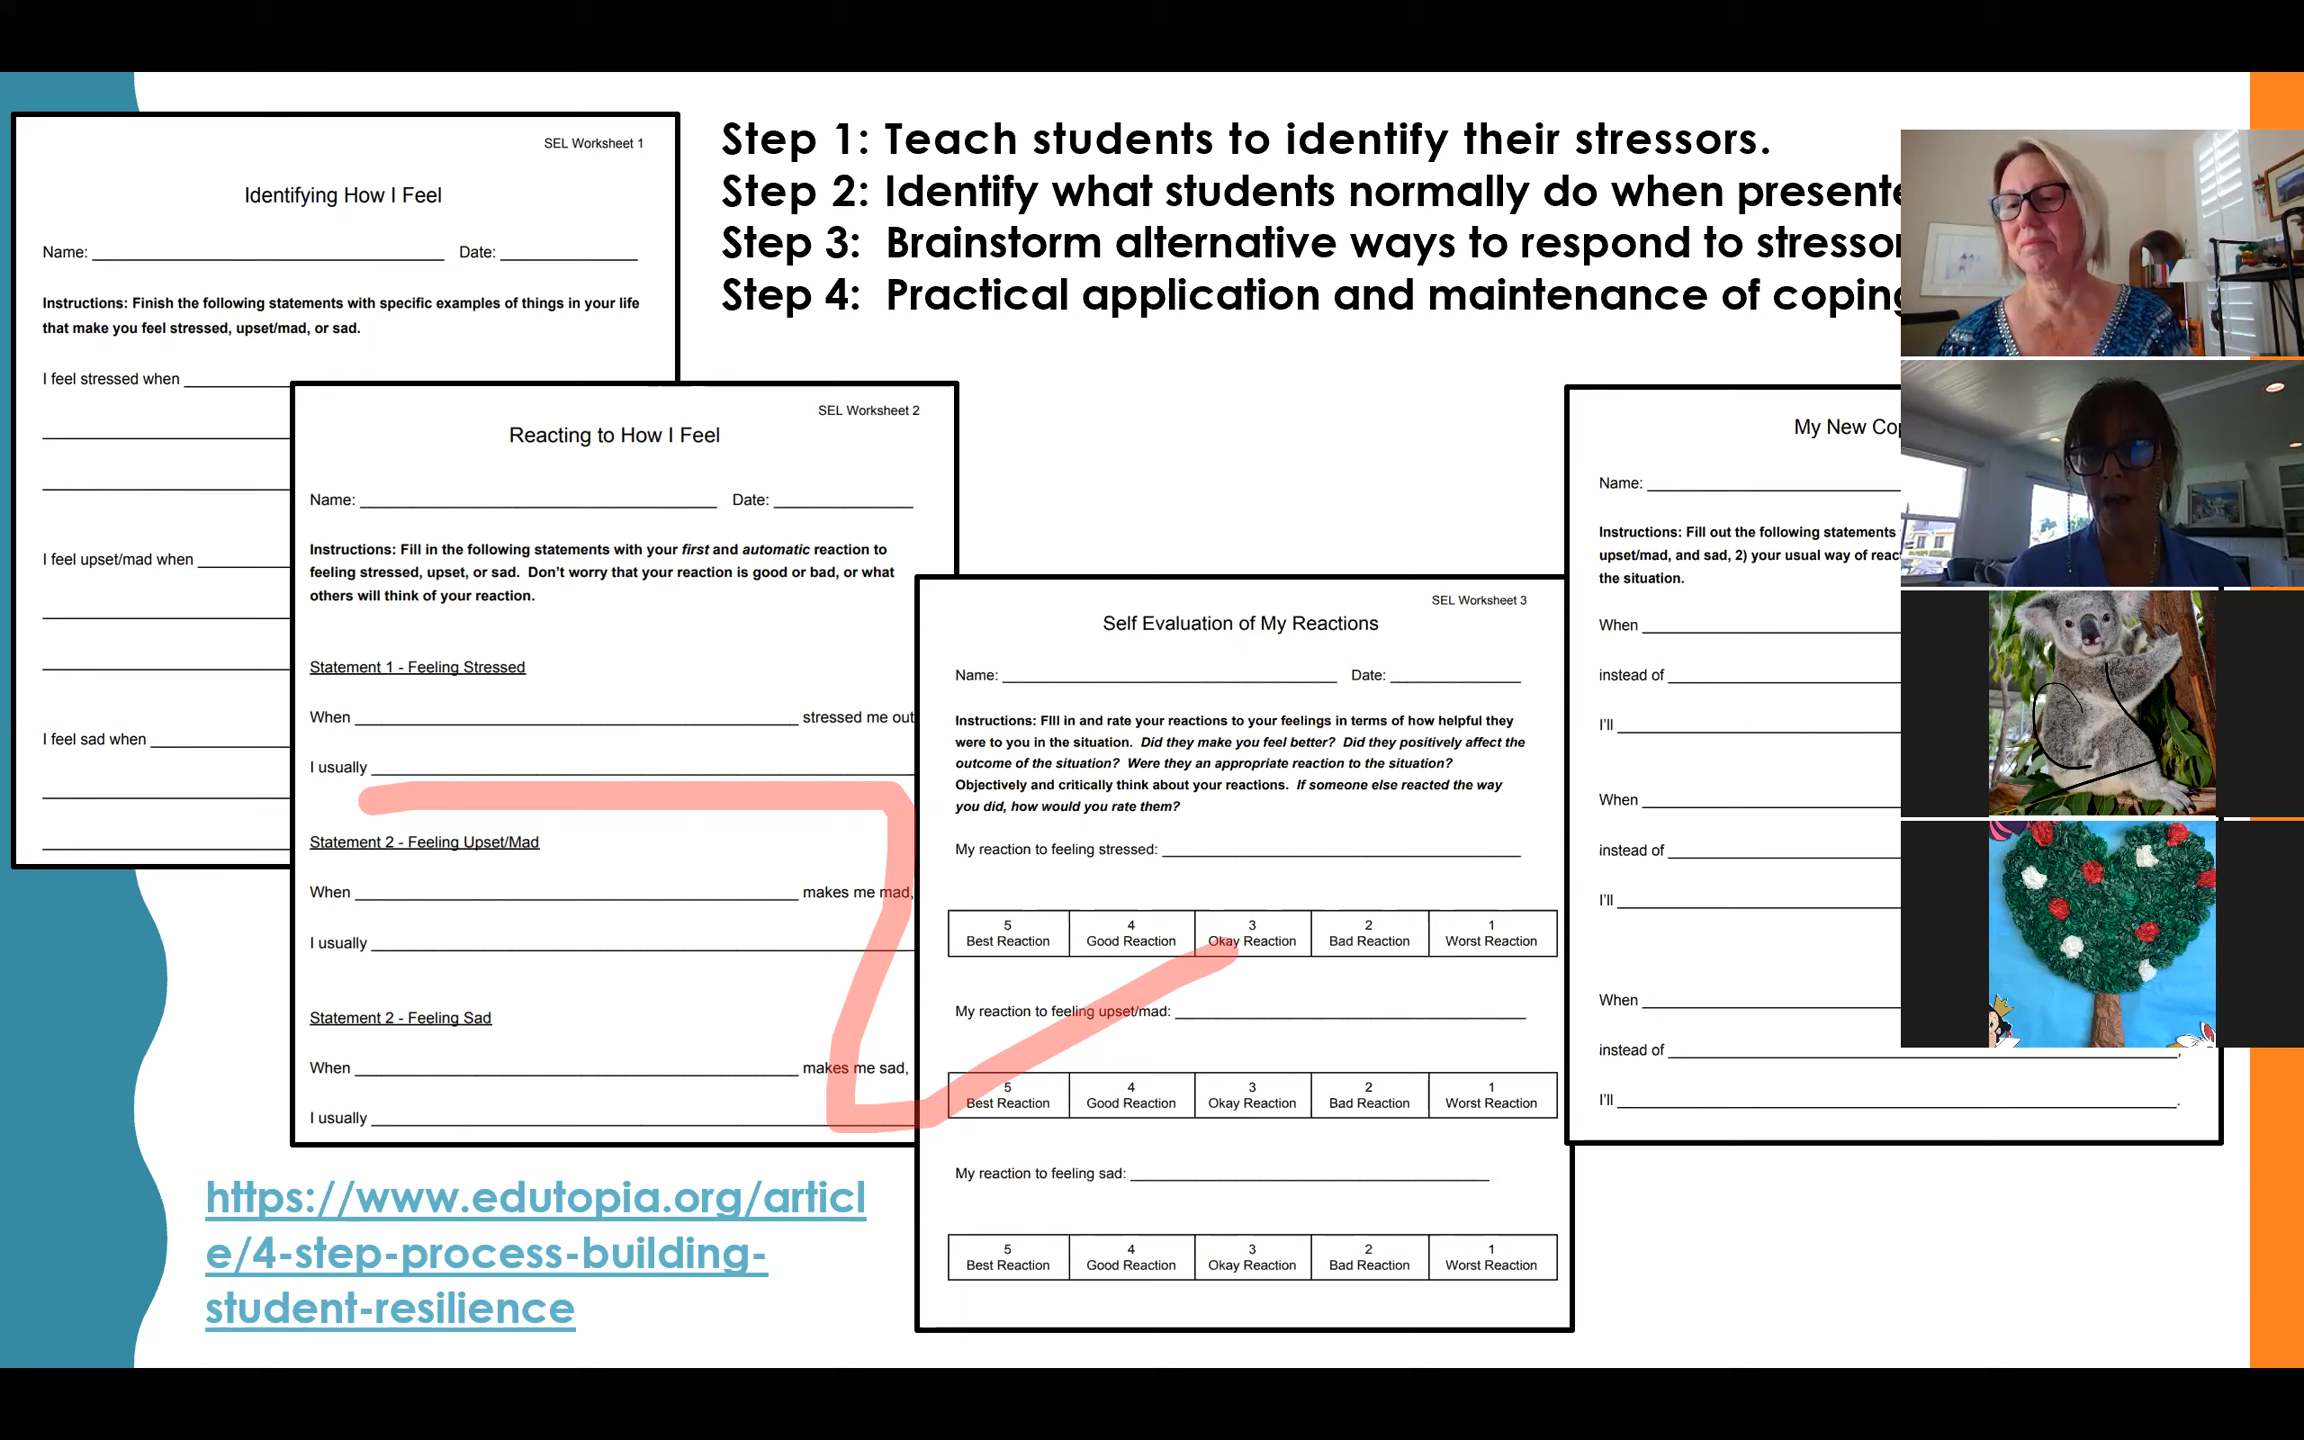 Step 1: Teach students to identify their stressors.
Step 2: Identify what students normally do when
Step 3: Brainstorm alternative ways to respond to
Step 4: Practical application and maintenance of
SEL Worksheet 1
Identifying How I Feel
Name: Date:
Instructions: Finish the following statements with specific examples of things in your life
that make you feel stressed, upset/mad, or sad.
I feel stressed when
I feel upset/mad when
I feel sad when
SEL Worksheet 2
Reacting to How I Feel
Name: Date:
Instructions: Fill in the following statements with your first and automatic reaction to
feeling stressed, upset, or sad. Don't worry that your reaction is good or bad, or what
others will think of your reaction.
Statement 1 - Feeling Stressed
When stressed me out
I usually
Statement 2 - Feeling Upset/Mad
When makes me mad,
I usually
Statement 2 - Feeling Sad
When makes me sad,
I usually
SEL Worksheet 3
Self Evaluation of My Reactions
Name: Date:
Instructions: FIll in and rate your reactions to your feelings in terms of how helpful they
were to you in the situation. Did they make you feel better? Did they positively affect the
outcome of the situation? Were they an appropriate reaction to the situation?
Objectively and critically think about your reactions. If someone else reacted the way
you did, how would you rate them?
My reaction to feeling stressed:
5 4 3 2 1
Best Reaction Good Reaction Okay Reaction Bad Reaction Worst Reaction
My reaction to feeling upset/mad:
5 4 3 2 1
Best Reaction Good Reaction Okay Reaction Bad Reaction Worst Reaction
My reaction to feeling sad:
5 4 3 2 1
Best Reaction Good Reaction Okay Reaction Bad Reaction Worst Reaction
My New
Name:
Instructions: Fill out the following statements
upset/mad, and sad, 2) your usual way of
the situation.
When
instead of
I'll
When
instead of
I'll
When
instead of ,
I'll .
https://www.edutopia.org/articl
e/4-step-process-building-
student-resilience